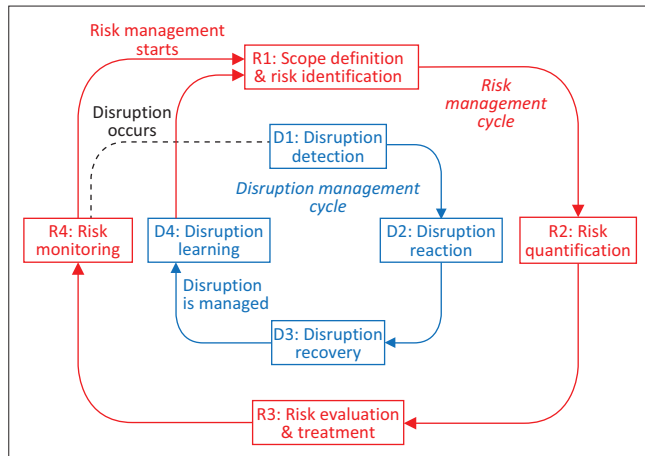 Risk management
starts
R1: Scope definition
& risk identification
Risk
management
cycle
Disruption
occurs
D1: Disruption
detection
Disruption management
cycle
R4: Risk
monitoring
D4: Disruption
learning
D2: Disruption
reaction
R2: Risk
quantification
Disruption
is managed
D3: Disruption
recovery
R3: Risk evaluation
& treatment